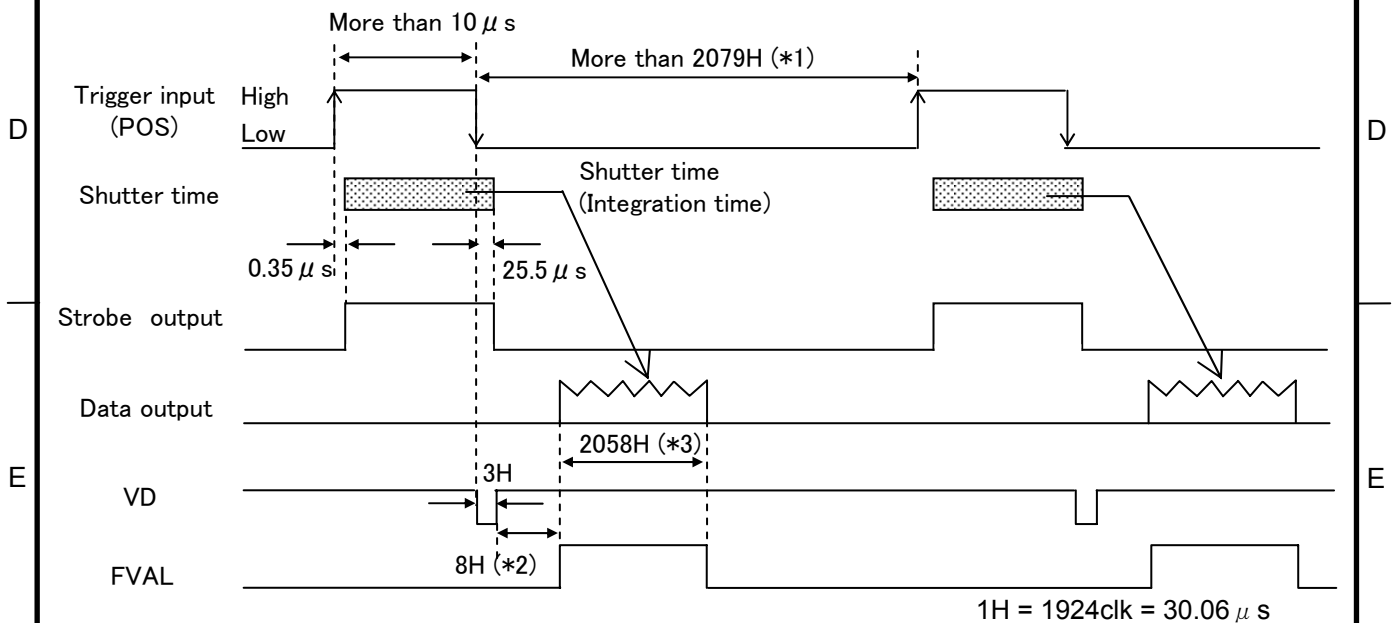 More than 10 μ s
More than 2079H (*1)
Trigger input High
(POS)
Low
D
D
Shutter time
Shutter time
(Integration time)
0.35 μ s
25.5 μ s
Strobe output
Data output
2058H (*3)
E
3H
E
VD
8H (*2)
FVAL
1H = 1924clk = 30.06 μ s